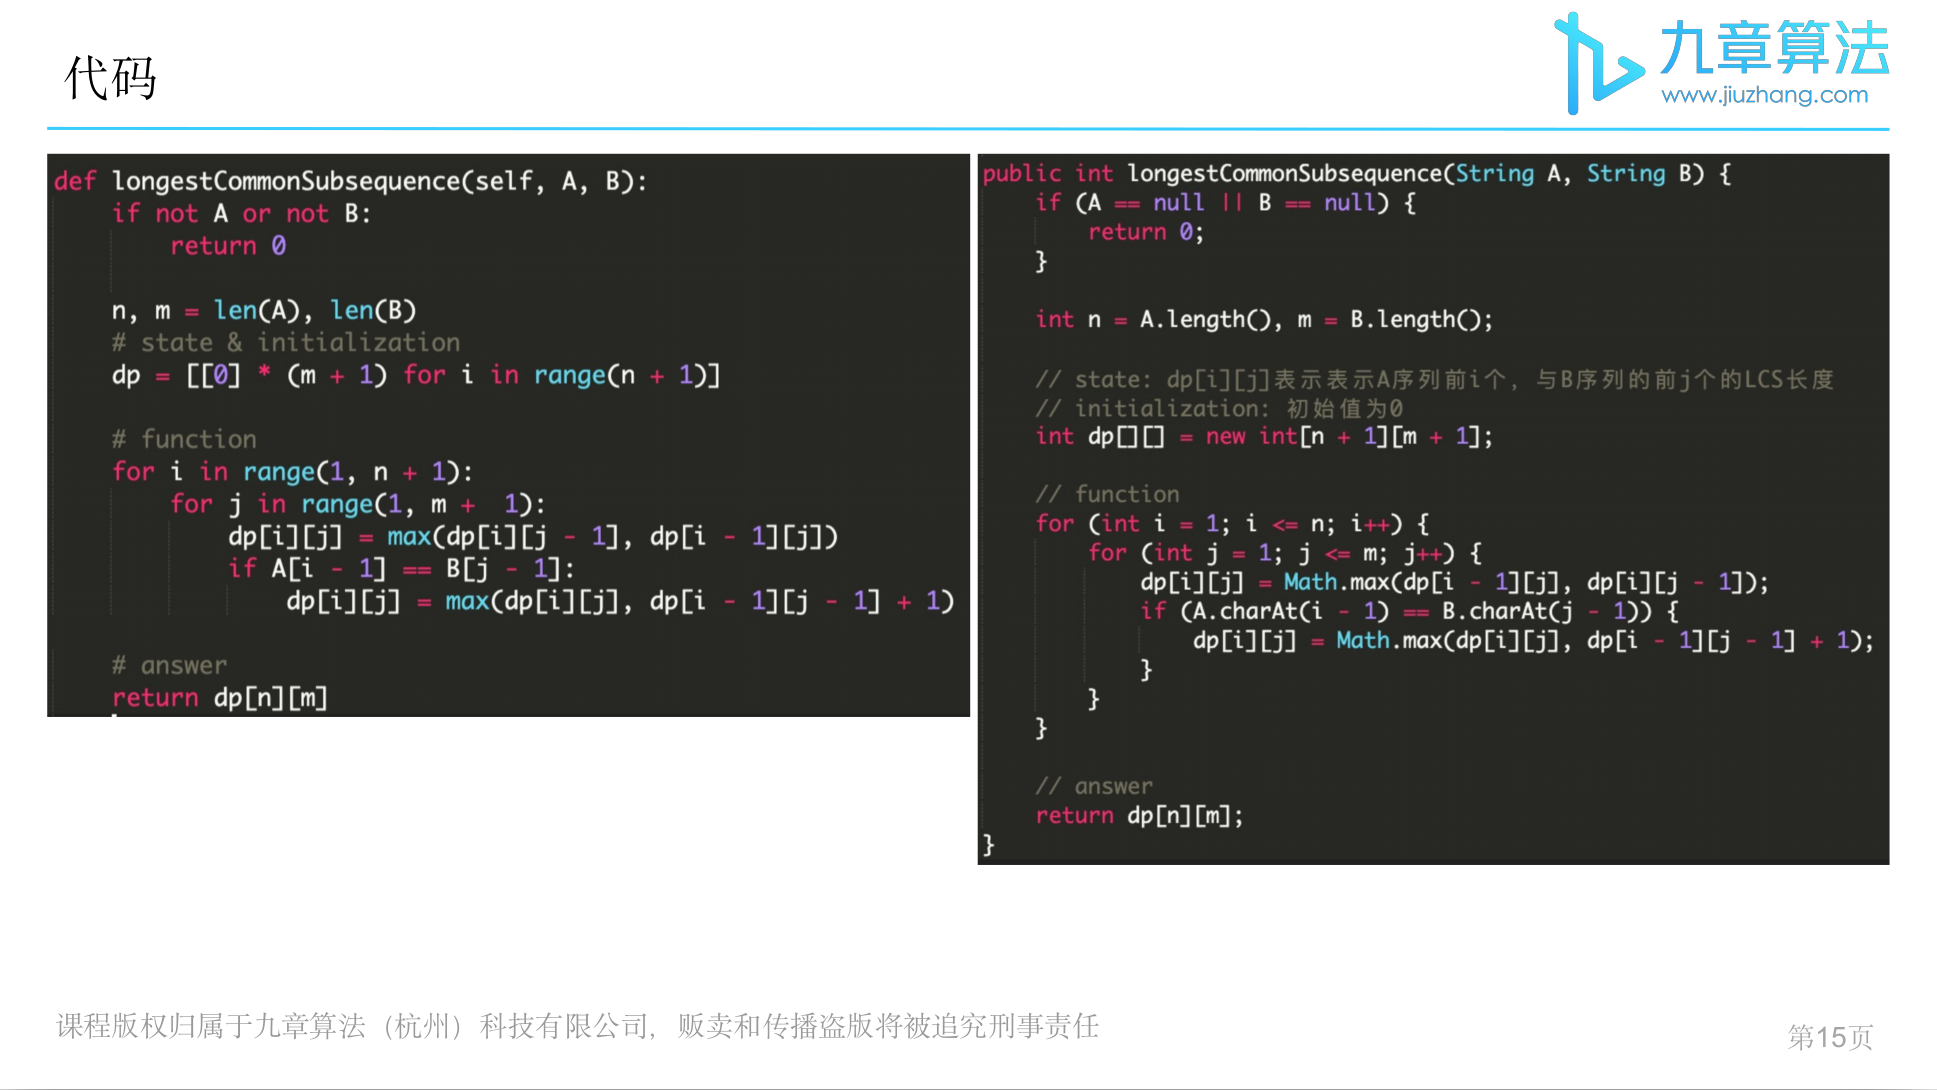 代码
九章算法
www.jiuzhang.com
def longestCommonSubsequence(self, A, B):
    if not A or not B:
        return 0

    n, m = len(A), len(B)
    # state & initialization
    dp = [[0] * (m + 1) for i in range(n + 1)]

    # function
    for i in range(1, n + 1):
        for j in range(1, m +  1):
            dp[i][j] = max(dp[i][j - 1], dp[i - 1][j])
            if A[i - 1] == B[j - 1]:
                dp[i][j] = max(dp[i][j], dp[i - 1][j - 1] + 1)

    # answer
    return dp[n][m]
public int longestCommonSubsequence(String A, String B) {
    if (A == null || B == null) {
        return 0;
    }

    int n = A.length(), m = B.length();

    // state: dp[i][j]表示表示A序列前i个, 与B序列的前j个的LCS长度
    // initialization: 初始值为0
    int dp[][] = new int[n + 1][m + 1];

    // function
    for (int i = 1; i <= n; i++) {
        for (int j = 1; j <= m; j++) {
            dp[i][j] = Math.max(dp[i - 1][j], dp[i][j - 1]);
            if (A.charAt(i - 1) == B.charAt(j - 1)) {
                dp[i][j] = Math.max(dp[i][j], dp[i - 1][j - 1] + 1);
            }
        }
    }

    // answer
    return dp[n][m];
}
课程版权归属于九章算法（杭州）科技有限公司，贩卖和传播盗版将被追究刑事责任
第15页